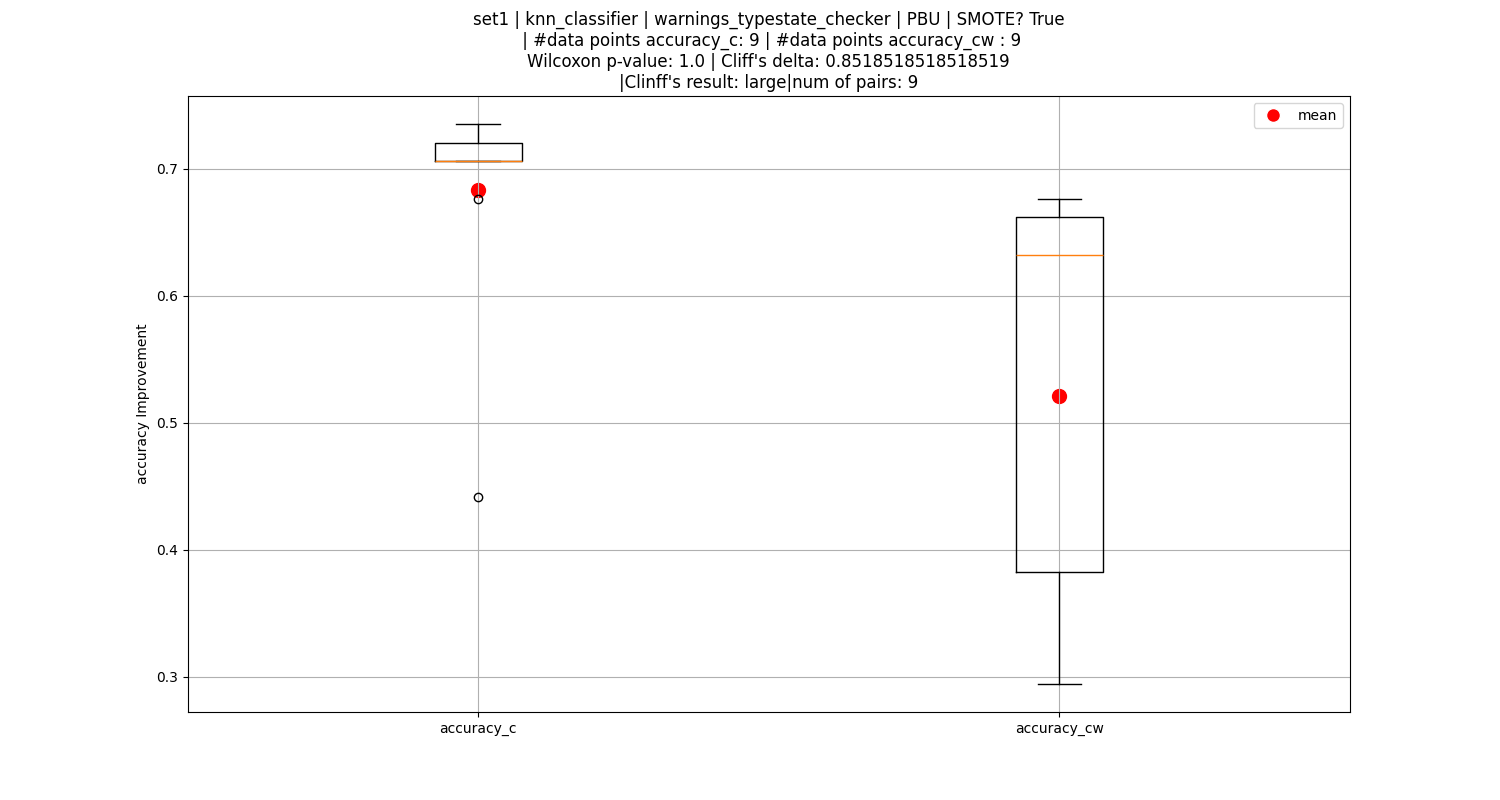 set1 | knn_classifier | warnings_typestate_checker | PBU | SMOTE? True
| #data points accuracy_c: 9 | #data points accuracy_cw : 9
Wilcoxon p-value: 1.0 | Cliff's delta: 0.8518518518518519
|Clinff's result: large|num of pairs: 9
mean
0.7
0.6
0.5
0.4
0.3
accuracy Improvement
accuracy_c
accuracy_cw